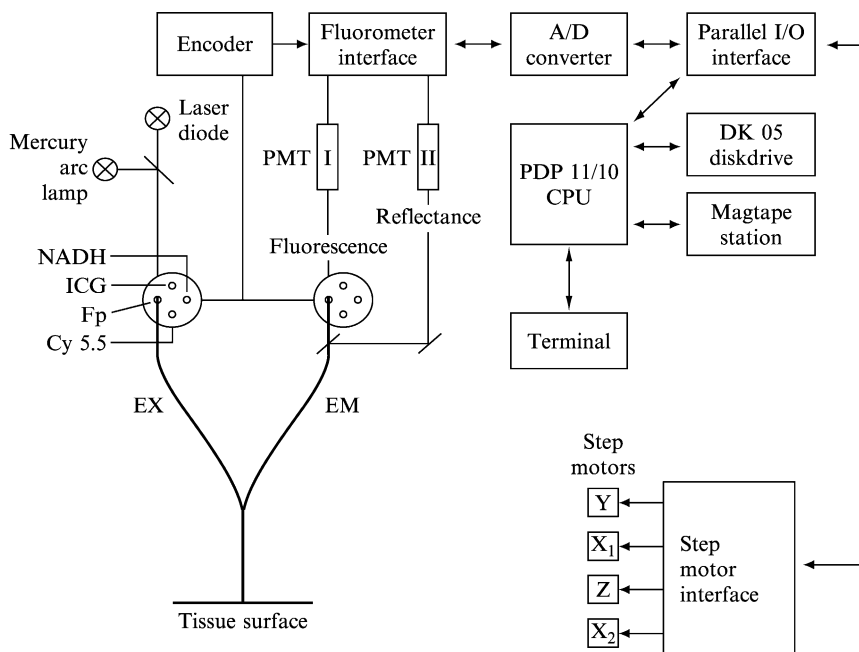 Encoder
Fluorometer
interface
A/D
converter
Parallel I/O
interface
Laser
diode
Mercury
arc
lamp
PMT I
PMT II
PDP 11/10
CPU
DK 05
diskdrive
Magtape
station
Reflectance
Fluorescence
NADH
ICG
Fp
Cy 5.5
Terminal
EX
EM
Step
motors
Y
X1
Z
X2
Step
motor
interface
Tissue surface